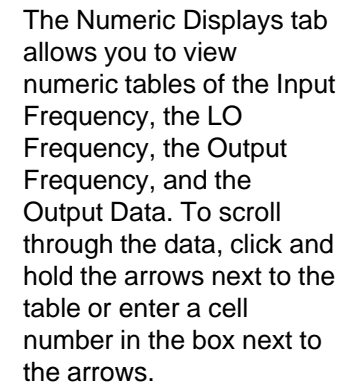 The Numeric Displays tab
allows you to view
numeric tables of the Input
Frequency, the LO
Frequency, the Output
Frequency, and the
Output Data. To scroll
through the data, click and
hold the arrows next to the
table or enter a cell
number in the box next to
the arrows.